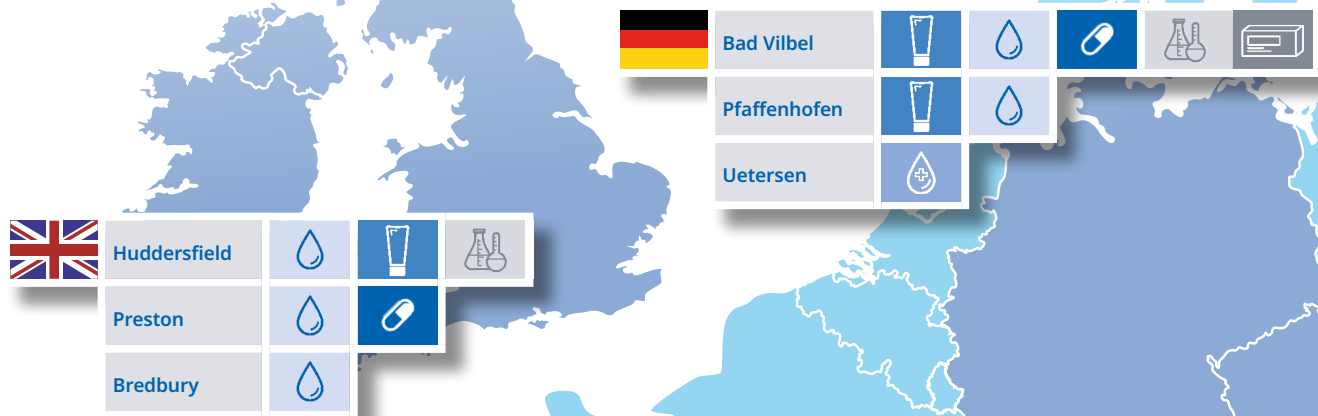 Bad Vilbel
Pfaffenhofen
Uetersen
Huddersfield
Preston
Bredbury